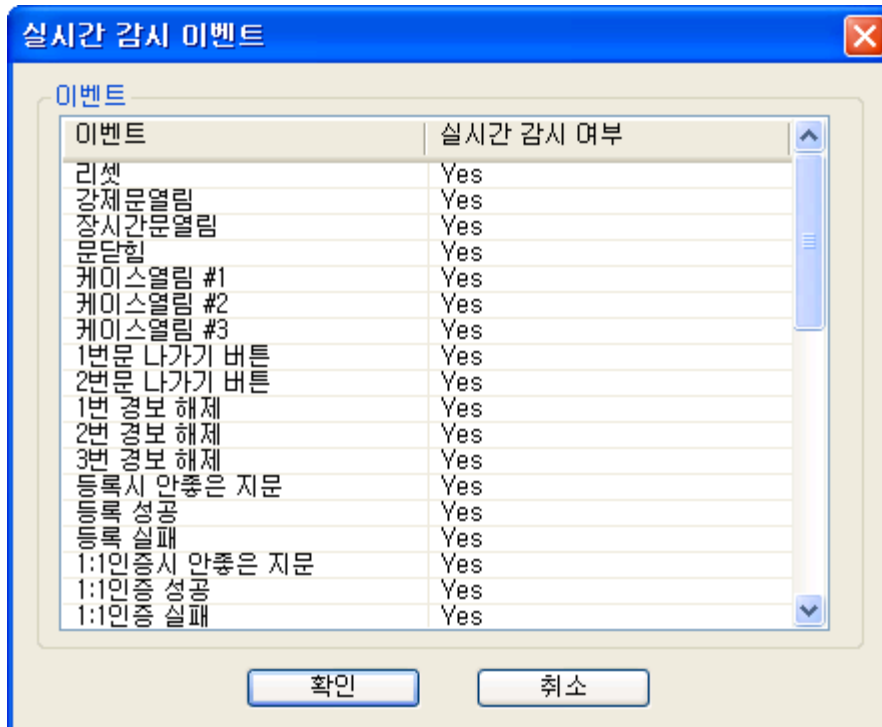 실시간 감시 이벤트
이벤트
이벤트 실시간 감시 여부
리셋 Yes
강제문열림 Yes
장시간문열림 Yes
문닫힘 Yes
케이스열림 #1 Yes
케이스열림 #2 Yes
케이스열림 #3 Yes
1번문 나가기 버튼 Yes
2번문 나가기 버튼 Yes
1번 경보 해제 Yes
2번 경보 해제 Yes
3번 경보 해제 Yes
등록시 안좋은 지문 Yes
등록 성공 Yes
등록 실패 Yes
1:1인증시 안좋은 지문 Yes
1:1인증 성공 Yes
1:1인증 실패 Yes
확인 취소